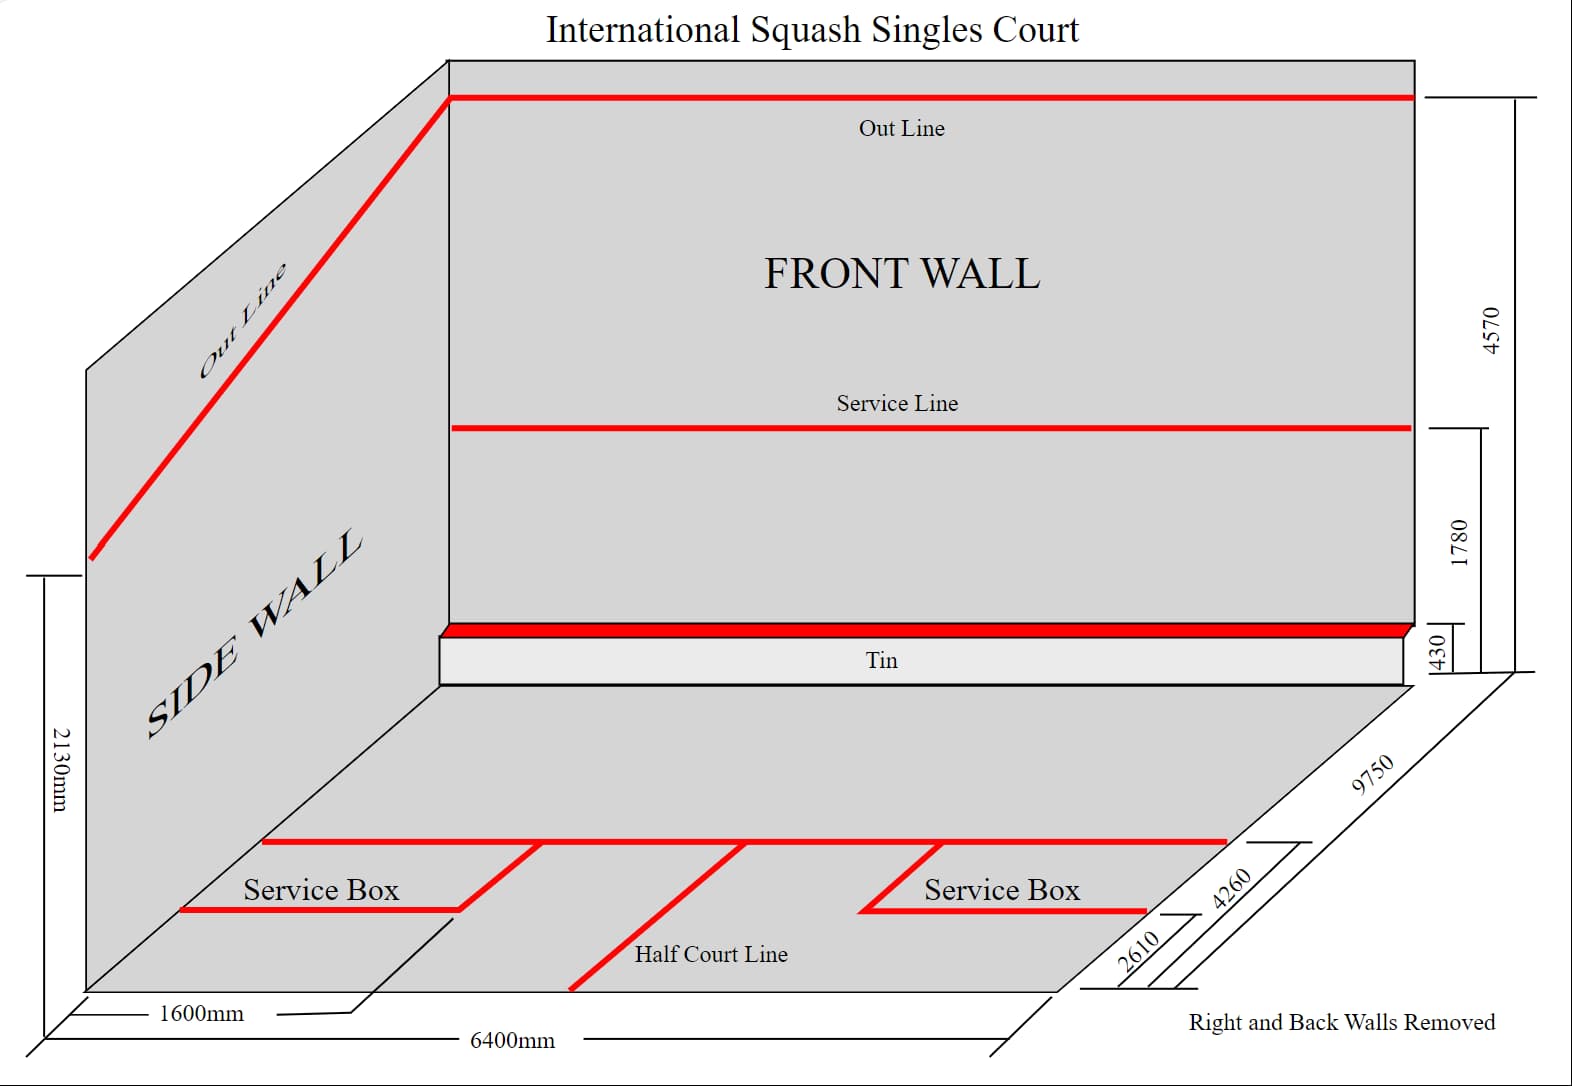 International Squash Singles Court
Out Line
Out Line
FRONT WALL
4570
Service Line
1780
SIDE WALL
430
Tin
2130mm
9750
Service Box
Service Box
4260
2610
Half Court Line
1600mm
6400mm
Right and Back Walls Removed